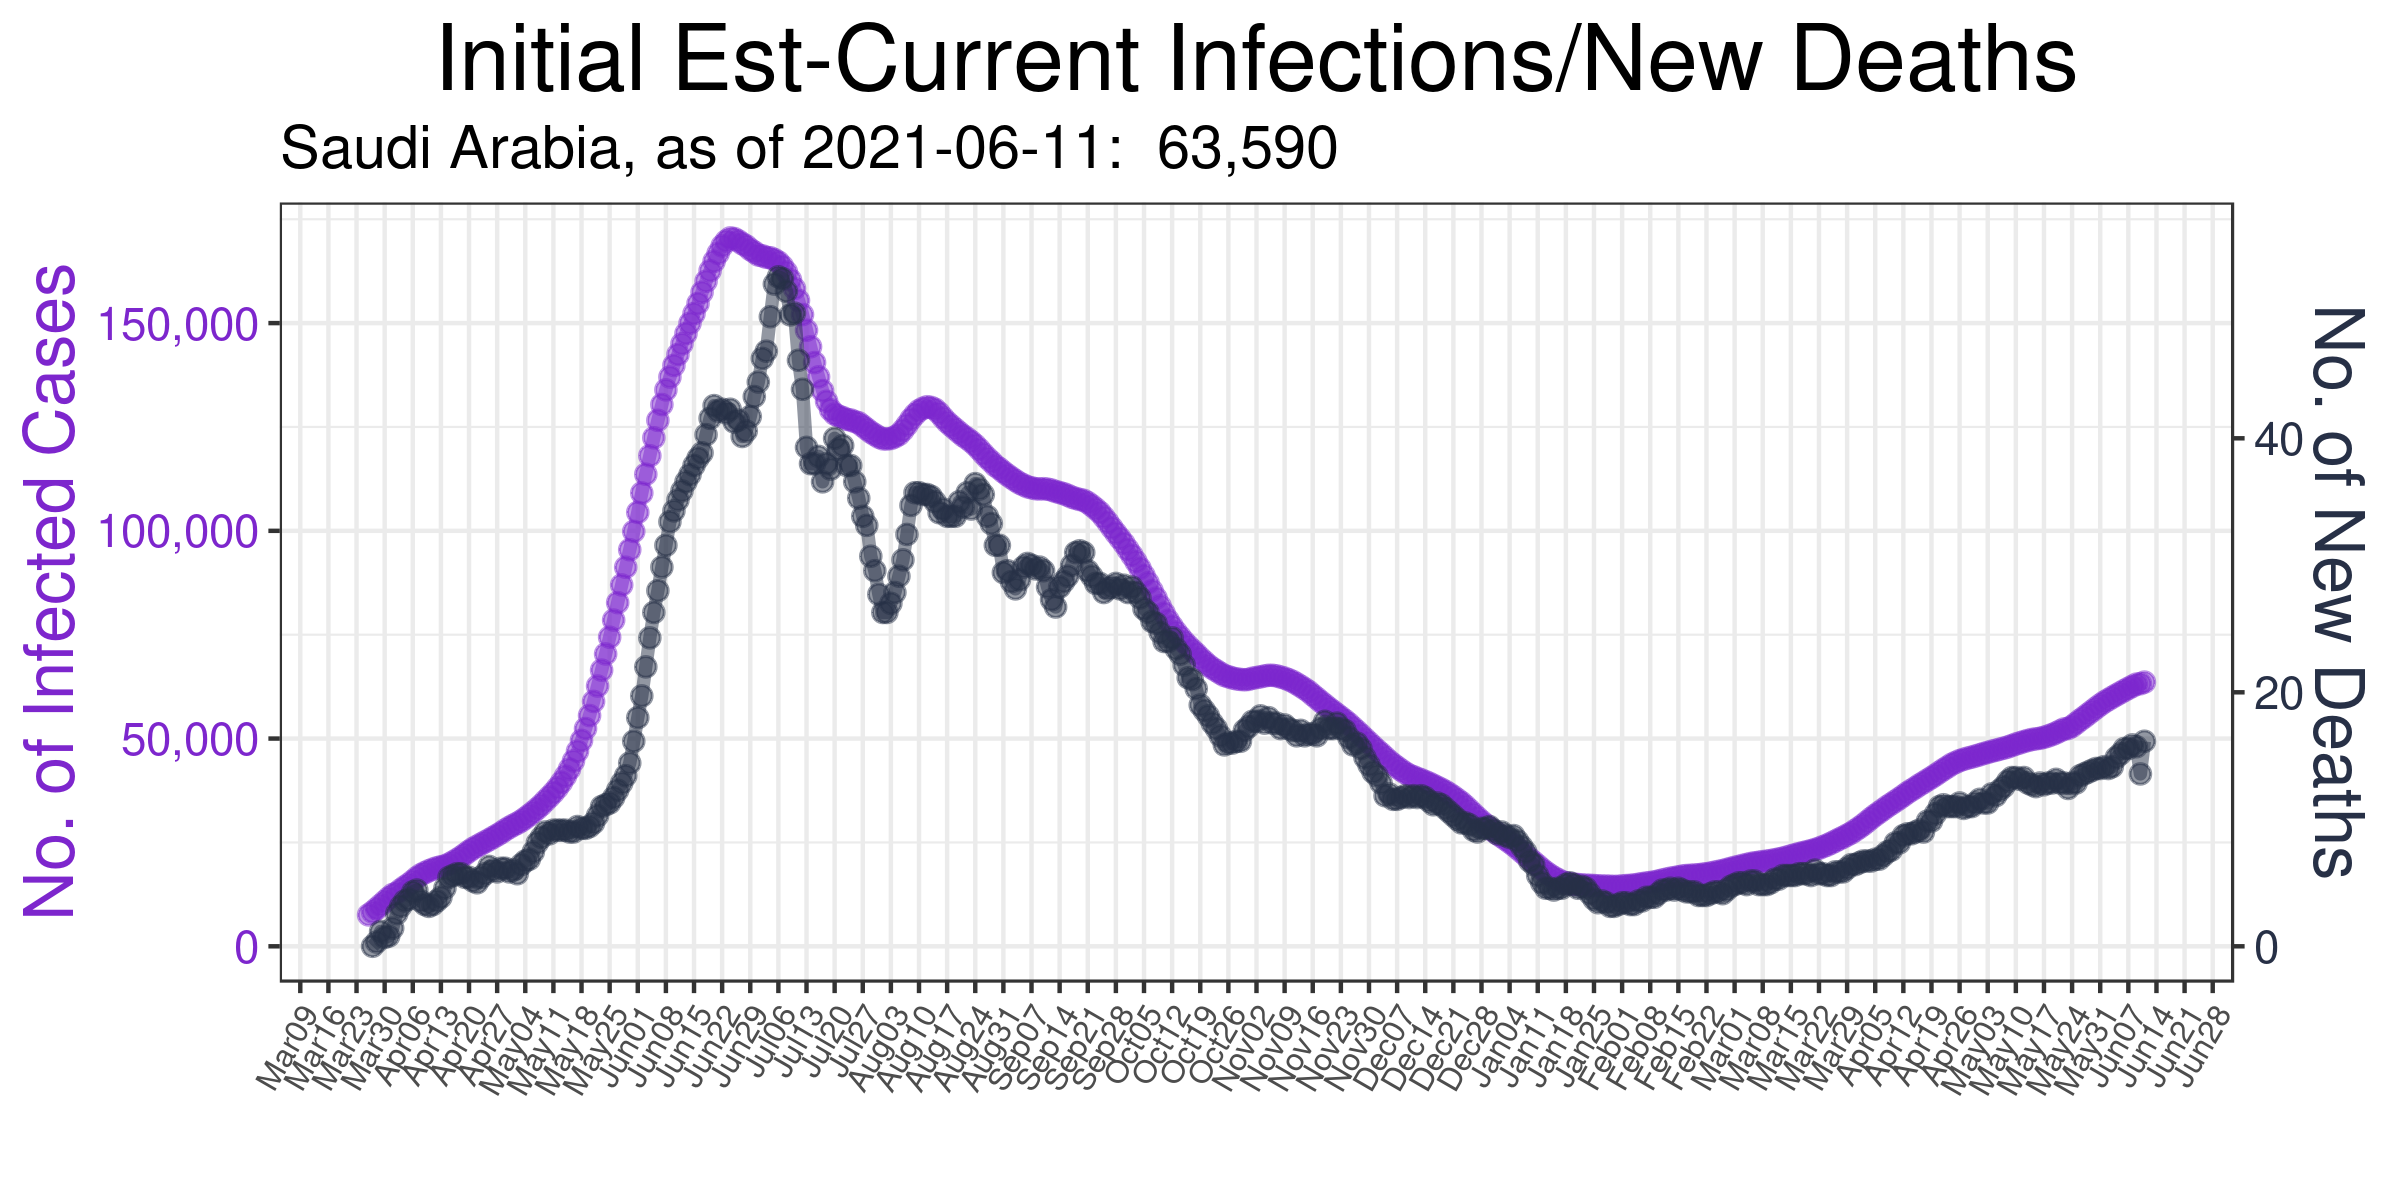 Initial Est-Current Infections/New Deaths
Saudi Arabia, as of 2021-06-11:  63,590
No. of Infected Cases
150,000
100,000
50,000
0
40
20
0
No. of New Deaths
Mar09
Mar16
Mar23
Mar30
Apr06
Apr13
Apr20
Apr27
May04
May11
May18
May25
Jun01
Jun08
Jun15
Jun22
Jun29
Jul06
Jul13
Jul20
Jul27
Aug03
Aug10
Aug17
Aug24
Aug31
Sep07
Sep14
Sep21
Sep28
Oct05
Oct12
Oct19
Oct26
Nov02
Nov09
Nov16
Nov23
Nov30
Dec07
Dec14
Dec21
Dec28
Jan04
Jan11
Jan18
Jan25
Feb01
Feb08
Feb15
Feb22
Mar01
Mar08
Mar15
Mar22
Mar29
Apr05
Apr12
Apr19
Apr26
May03
May10
May17
May24
May31
Jun07
Jun14
Jun21
Jun28